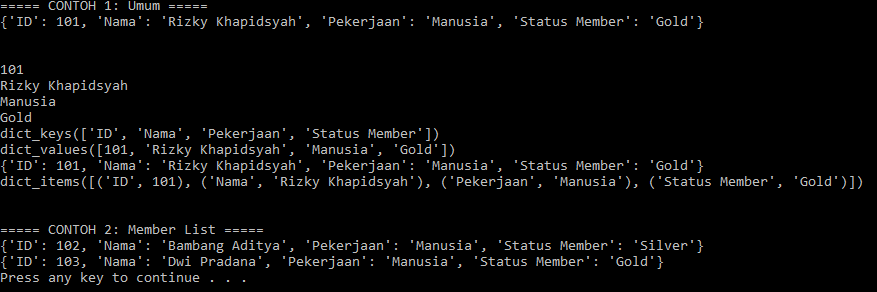 ===== CONTOH 1: Umum =====
{'ID': 101, 'Nama': 'Rizky Khapidsyah', 'Pekerjaan': 'Manusia', 'Status Member': 'Gold'}
101
Rizky Khapidsyah
Manusia
Gold
dict_keys(['ID', 'Nama', 'Pekerjaan', 'Status Member'])
dict_values([101, 'Rizky Khapidsyah', 'Manusia', 'Gold'])
{'ID': 101, 'Nama': 'Rizky Khapidsyah', 'Pekerjaan': 'Manusia', 'Status Member': 'Gold'}
dict_items([('ID', 101), ('Nama', 'Rizky Khapidsyah'), ('Pekerjaan', 'Manusia'), ('Status Member', 'Gold')])
===== CONTOH 2: Member List =====
{'ID': 102, 'Nama': 'Bambang Aditya', 'Pekerjaan': 'Manusia', 'Status Member': 'Silver'}
{'ID': 103, 'Nama': 'Dwi Pradana', 'Pekerjaan': 'Manusia', 'Status Member': 'Gold'}
Press any key to continue . . .